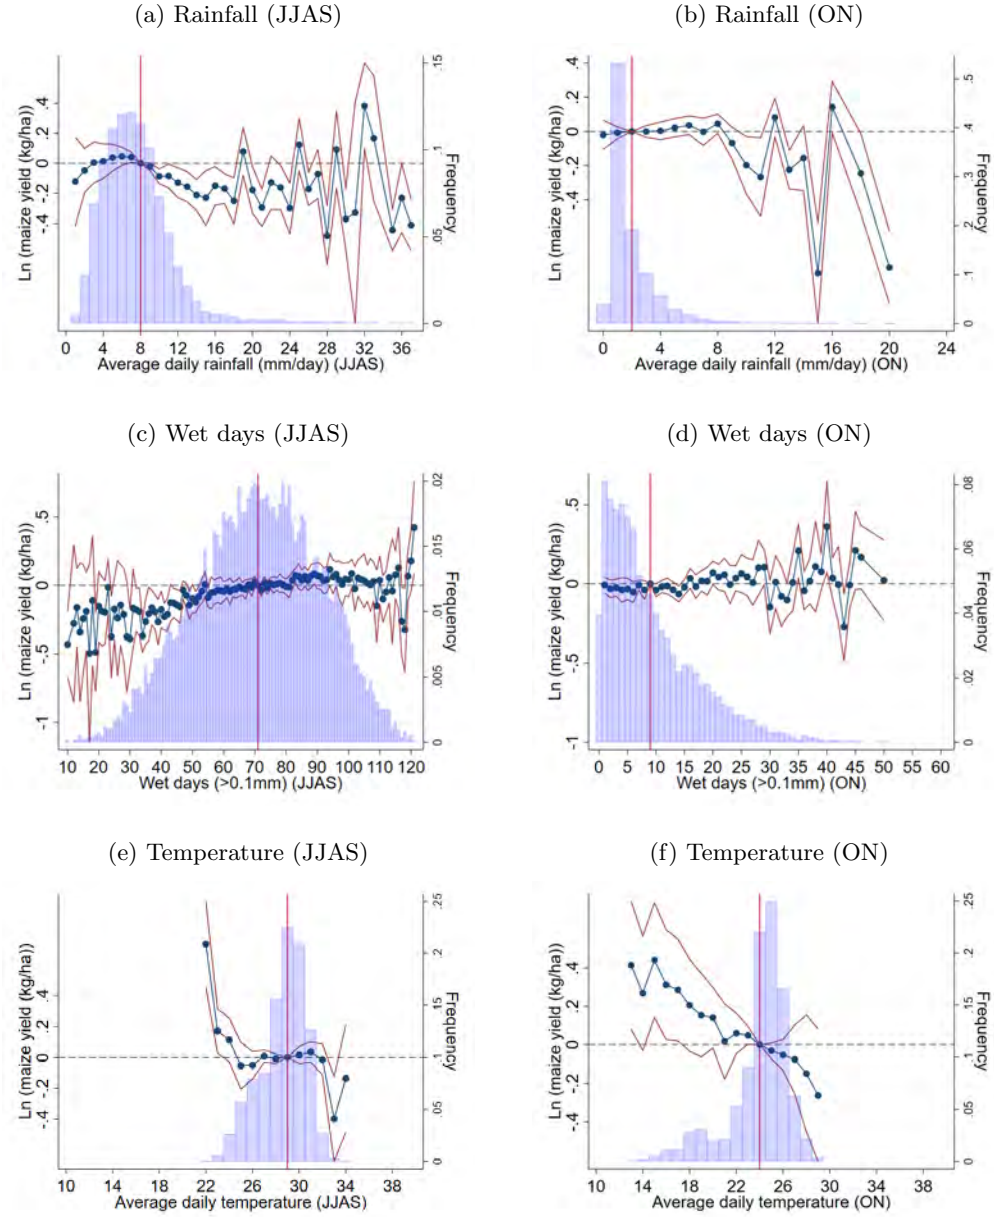 (a) Rainfall (JJAS)
Ln (maize yield (kg/ha))
.4
.2
0
-.2
-.4
.15
.1
.05
0
Frequency
0 4 8 12 16 20 24 28 32 36
Average daily rainfall (mm/day) (JJAS)
(b) Rainfall (ON)
Ln (maize yield (kg/ha))
.4
.2
0
-.2
-.4
.5
.4
.3
.2
.1
0
Frequency
0 4 8 12 16 20 24
Average daily rainfall (mm/day) (ON)
(c) Wet days (JJAS)
Ln (maize yield (kg/ha))
.5
0
-.5
-1
.02
.015
.01
.005
0
Frequency
10 20 30 40 50 60 70 80 90 100 110 120
Wet days (>0.1mm) (JJAS)
(d) Wet days (ON)
Ln (maize yield (kg/ha))
.5
0
-.5
-1
.08
.06
.04
.02
0
Frequency
0 5 10 15 20 25 30 35 40 45 50 55 60
Wet days (>0.1mm) (ON)
(e) Temperature (JJAS)
Ln (maize yield (kg/ha))
.4
.2
0
-.2
-.4
.25
.2
.15
.1
.05
0
Frequency
10 14 18 22 26 30 34 38
Average daily temperature (JJAS)
(f) Temperature (ON)
Ln (maize yield (kg/ha))
.4
.2
0
-.2
-.4
.25
.2
.15
.1
.05
0
Frequency
10 14 18 22 26 30 34 38
Average daily temperature (ON)